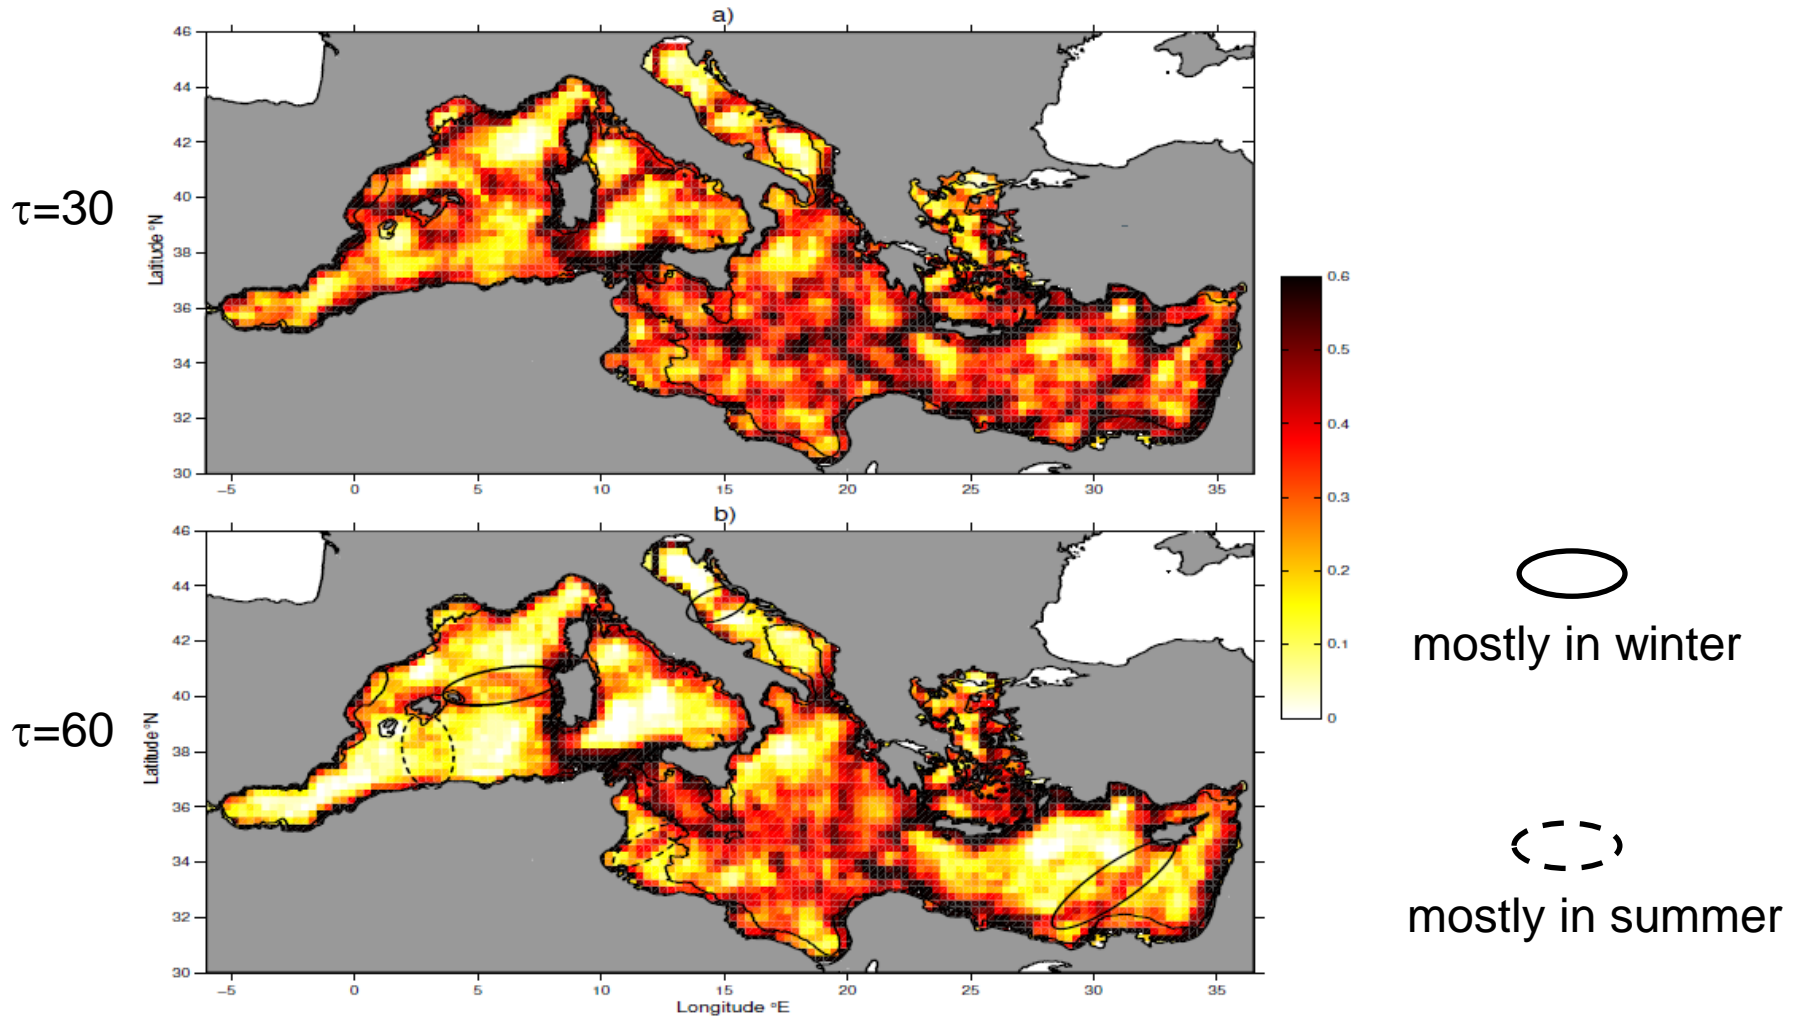 a)
46
44
42
40
38
36
34
32
30
Latitude °N
τ=30
−5 0 5 10 15 20 25 30 35
0.6
0.5
0.4
0.3
0.2
0.1
0
b)
46
44
42
40
38
36
34
32
30
Latitude °N
τ=60
−5 0 5 10 15 20 25 30 35
Longitude °E
mostly in winter
mostly in summer